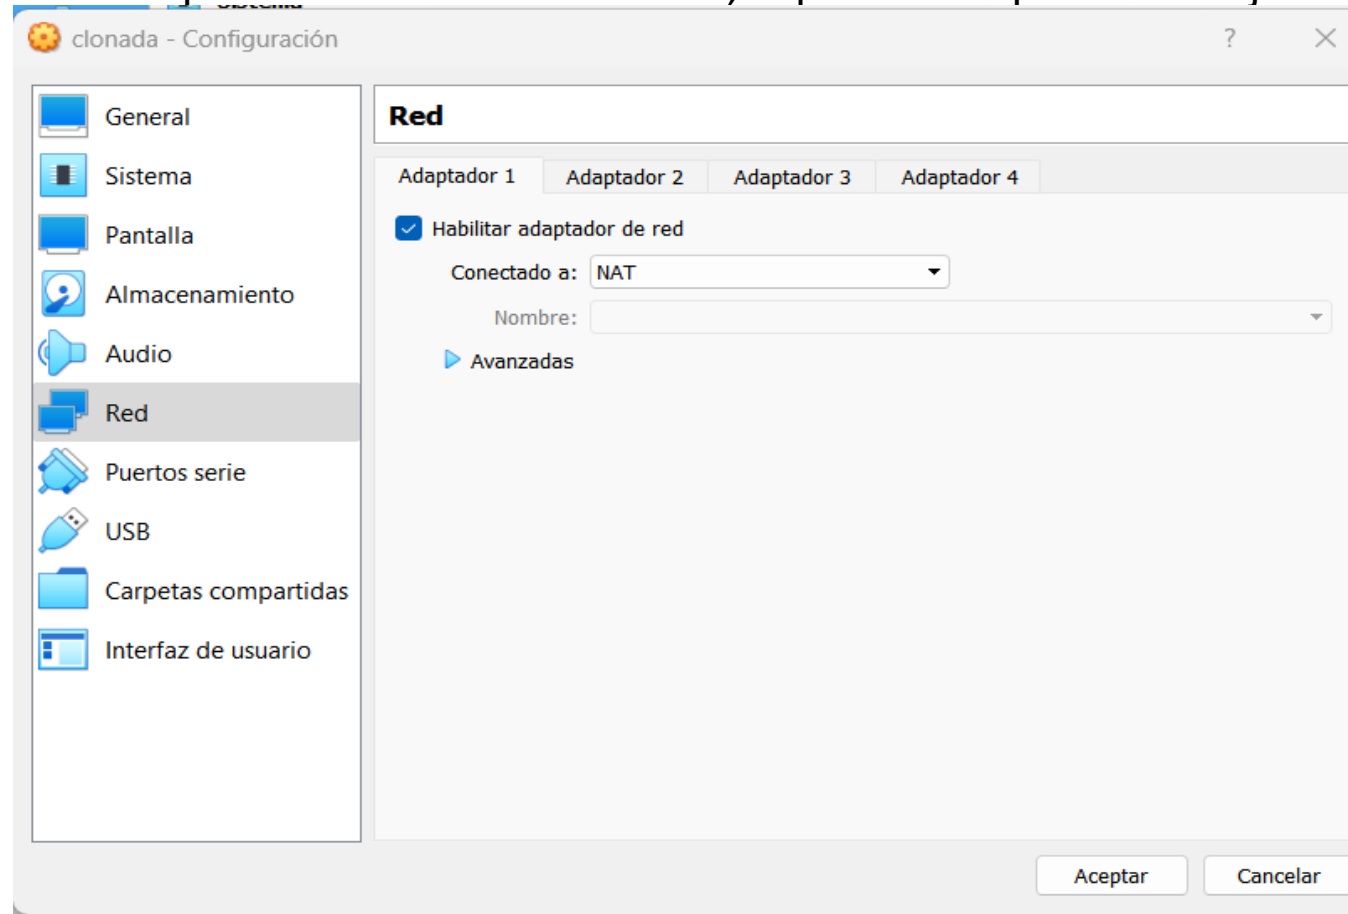 clonada - Configuración
?
General
Sistema
Pantalla
Almacenamiento
Audio
Red
Puertos serie
USB
Carpetas compartidas
Interfaz de usuario
Red
Adaptador 1 Adaptador 2 Adaptador 3 Adaptador 4
Habilitar adaptador de red
Conectado a: NAT
Nombre:
Avanzadas
Aceptar Cancelar